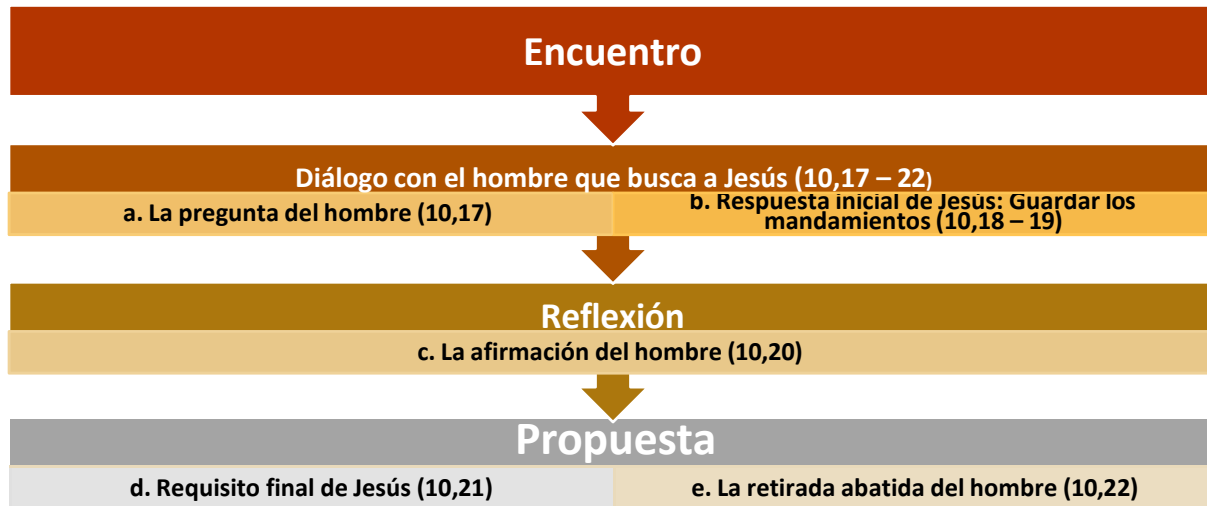 Encuentro
Diálogo con el hombre que busca a Jesús (10,17 – 22)
a. La pregunta del hombre (10,17)
b. Respuesta inicial de Jesús: Guardar los
mandamientos (10,18 – 19)
Reflexión
c. La afirmación del hombre (10,20)
Propuesta
d. Requisito final de Jesús (10,21)
e. La retirada abatida del hombre (10,22)